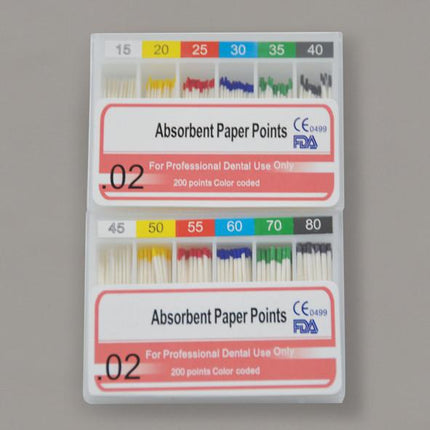 15 20 25 30 35 40
Absorbent Paper Points CE 0499
FDA
For Professional Dental Use Only
.02
200 points Color coded
45 50 55 60 70 80
Absorbent Paper Points CE 0499
FDA
For Professional Dental Use Only
.02
200 points Color coded